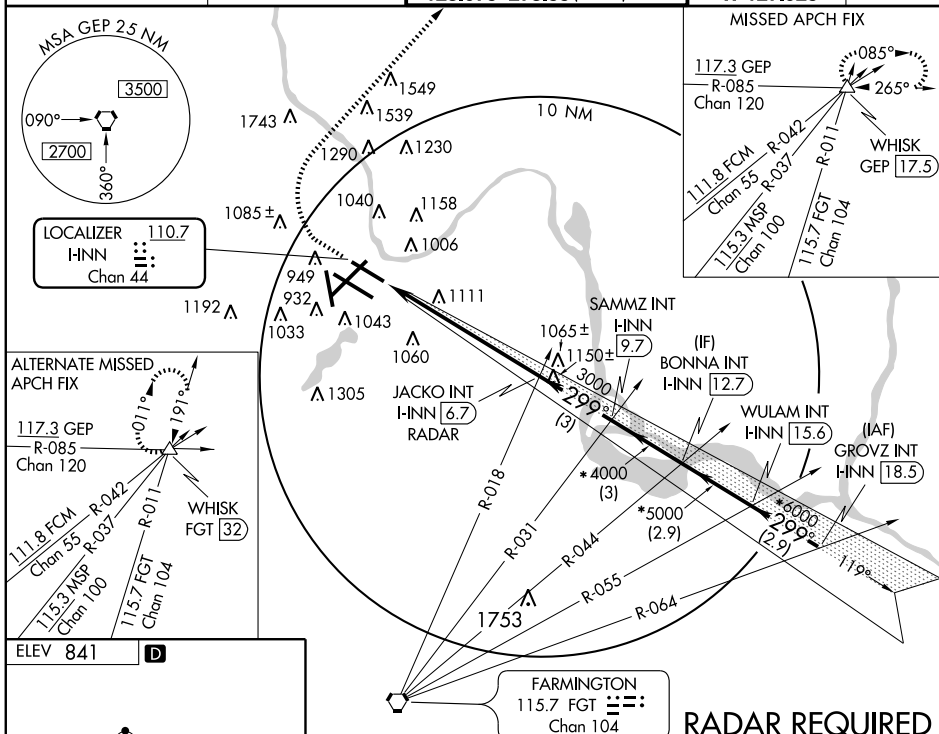 MSA GEP 25 NM
3500
090°
2700
360°
LOCALIZER 110.7
I-INN
Chan 44
1549
1539
1743
1290
1230
10 NM
1040
1158
1085 ±
1006
949
932
1192
1033
1043
1111
1060
1305
1065 ±
1150 ±
3000
SAMMZ INT
I-INN
9.7
(IF)
BONNA INT
I-INN 12.7
WULAM INT
I-INN 15.6
(IAF)
GROVZ INT
I-INN 18.5
JACKO INT
I-INN 6.7
RADAR
299°
(3)
*4000
(3)
*5000
(2.9)
*6000
299°
(2.9)
119°
R-018
R-031
R-044
R-055
R-064
1753
MISSED APCH FIX
085°
265°
117.3 GEP
R-085
Chan 120
WHISK
GEP 17.5
111.8 FCM
Chan 55
R-042
115.3 MSP
Chan 100
R-037
115.7 FGT
Chan 104
R-011
ALTERNATE MISSED
APCH FIX
011°
191°
117.3 GEP
R-085
Chan 120
WHISK
FGT 32
111.8 FCM
Chan 55
R-042
115.3 MSP
Chan 100
R-037
115.7 FGT
Chan 104
R-011
ELEV 841
D
FARMINGTON
115.7 FGT
Chan 104
RADAR REQUIRED